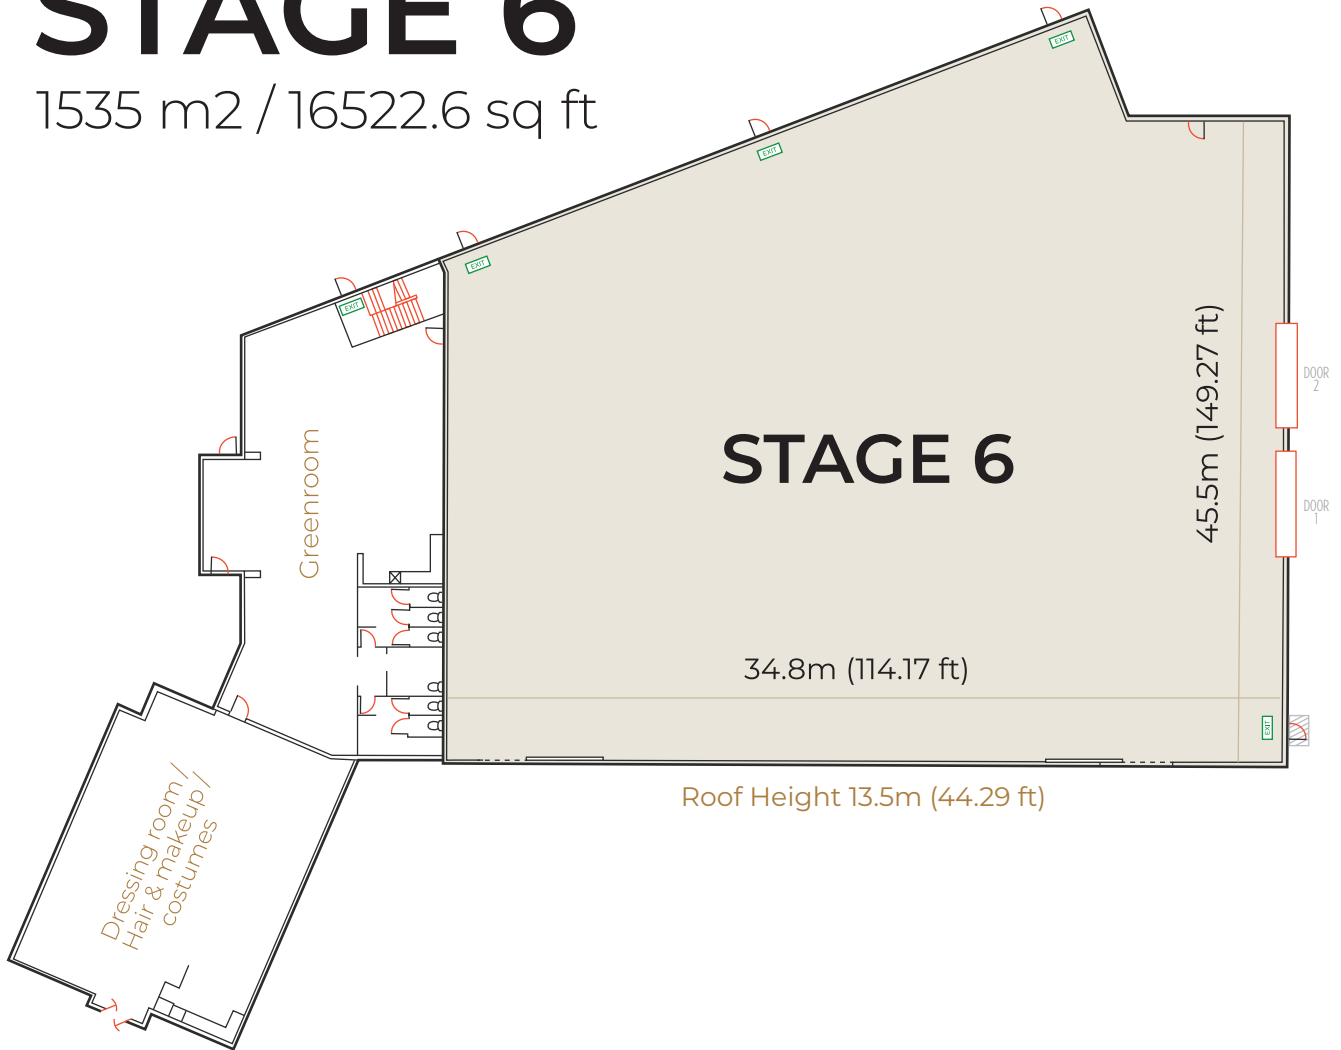 STAGE 6
1535 m2 / 16522.6 sq ft
EXIT
EXIT
EXIT
EXIT
Greenroom
STAGE 6
45.5m (149.27 ft)
DOOR
2
DOOR
1
34.8m (114.17 ft)
EXIT
Roof Height 13.5m (44.29 ft)
Dressing room /
Hair & makeup /
costumes